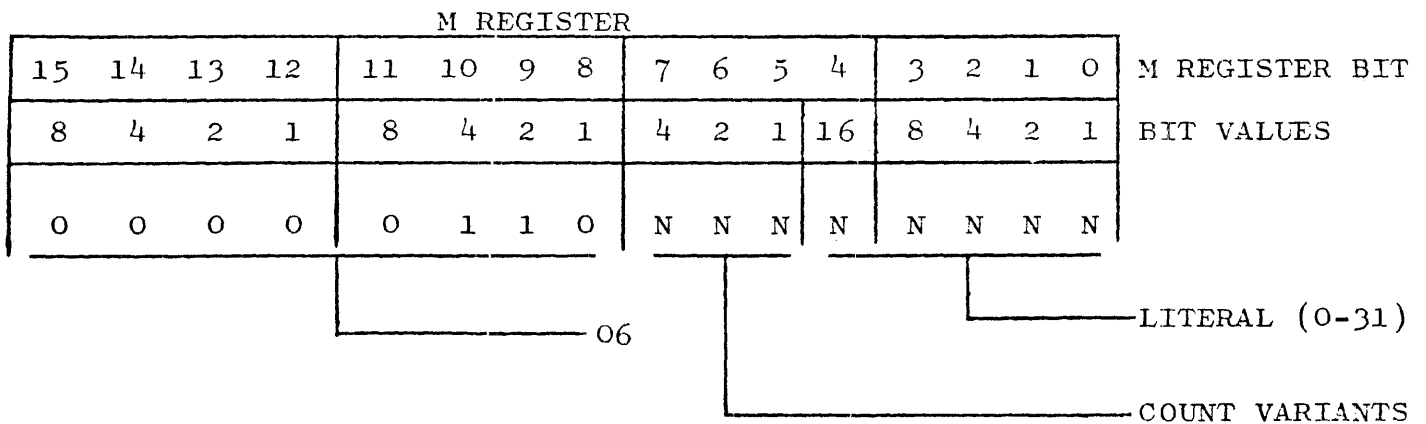 M REGISTER
15 14 13 12 11 10 9 8 7 6 5 4 3 2 1 0 M REGISTER BIT
8 4 2 1 8 4 2 1 4 2 1 16 8 4 2 1 BIT VALUES
0 0 0 0 0 1 1 0 N N N N N N N N
LITERAL (0-31)
06
COUNT VARIANTS